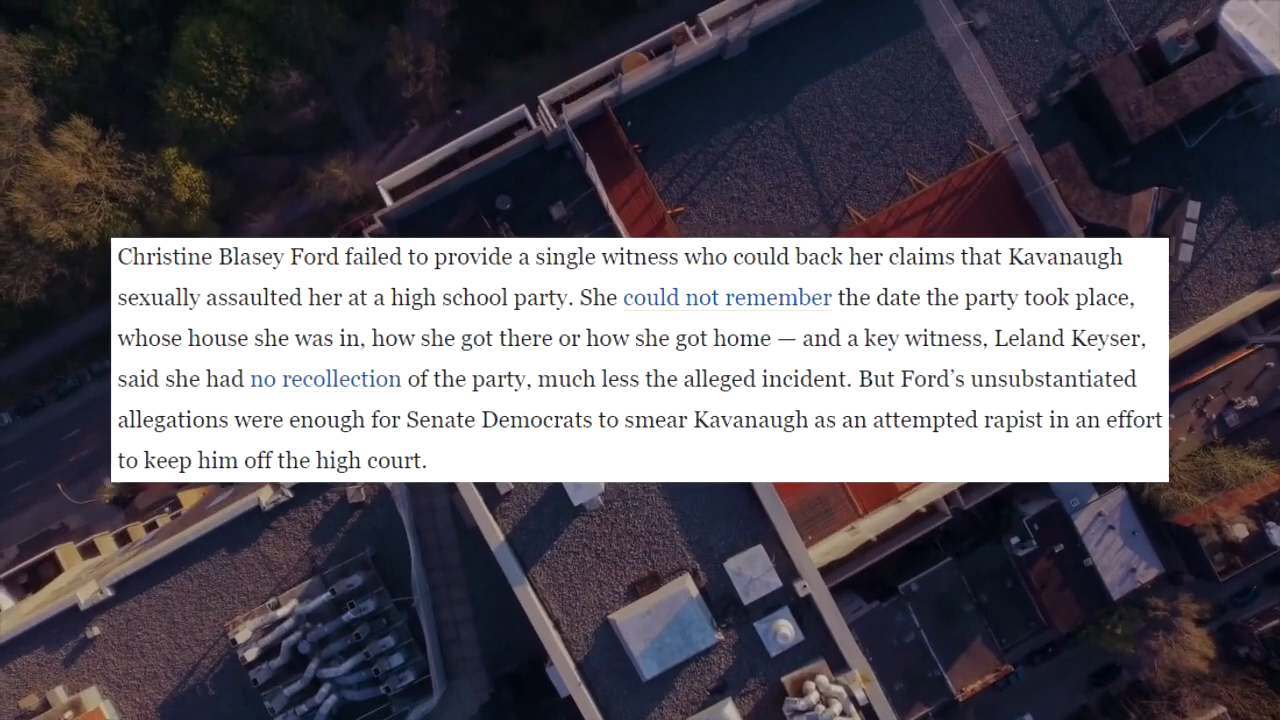 Christine Blasey Ford failed to provide a single witness who could back her claims that Kavanaugh
sexually assaulted her at a high school party. She could not remember the date the party took place,
whose house she was in, how she got there or how she got home — and a key witness, Leland Keyser,
said she had no recollection of the party, much less the alleged incident. But Ford’s unsubstantiated
allegations were enough for Senate Democrats to smear Kavanaugh as an attempted rapist in an effort
to keep him off the high court.